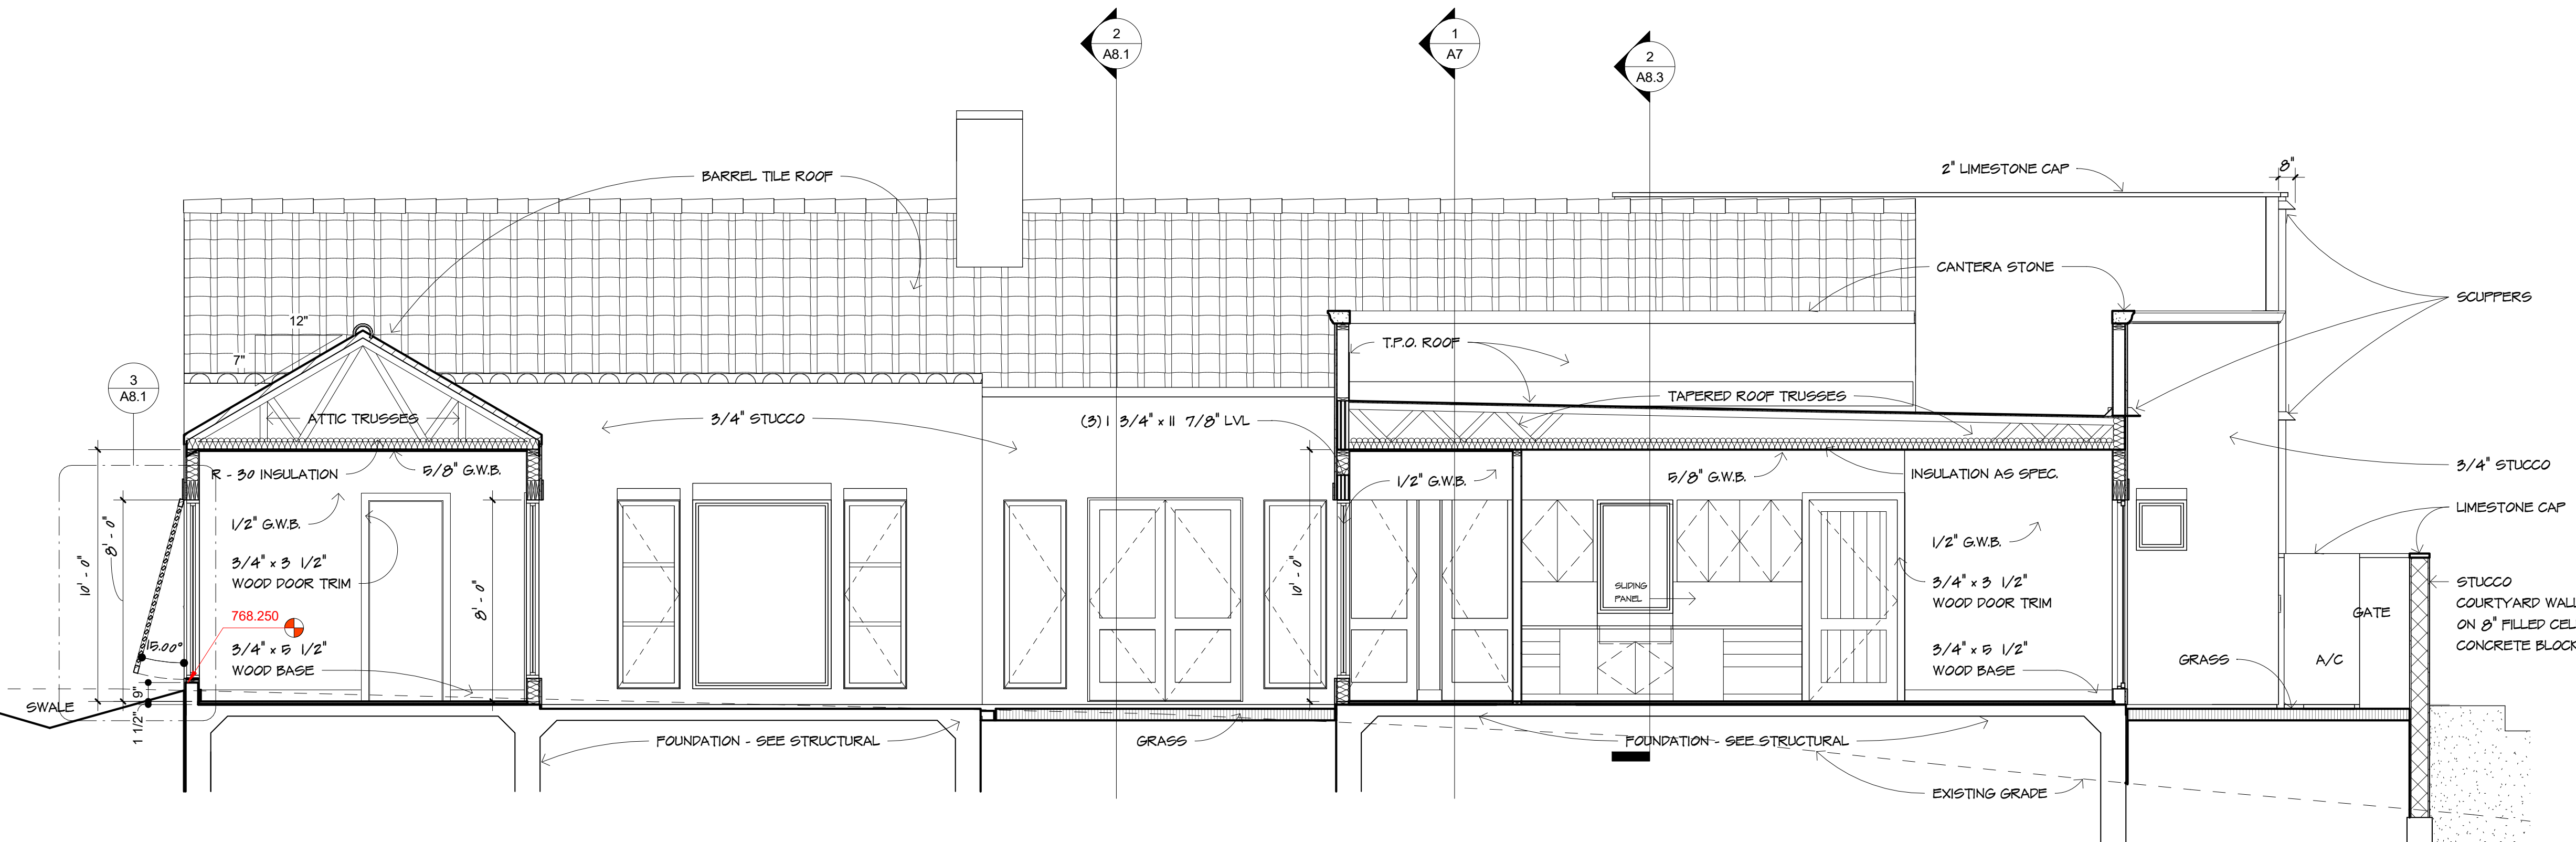 2
A8.1
1
A7
2
A8.3
BARREL TILE ROOF
2" LIMESTONE CAP
8"
CANTERA STONE
SCUPPERS
12"
7"
T.P.O. ROOF
3
A8.1
ATTIC TRUSSES
3/4" STUCCO
(3) 1 3/4" x 11 7/8" LVL
TAPERED ROOF TRUSSES
R - 30 INSULATION
5/8" G.W.B.
1/2" G.W.B.
5/8" G.W.B.
INSULATION AS SPEC.
3/4" STUCCO
LIMESTONE CAP
10' - 0"
8' - 0"
1/2" G.W.B.
3/4" x 3 1/2"
WOOD DOOR TRIM
8' - 0"
10' - 0"
SLIDING
PANEL
1/2" G.W.B.
3/4" x 3 1/2"
WOOD DOOR TRIM
STUCCO
COURTYARD WALL
ON 8" FILLED CEL
CONCRETE BLOCK
GATE
768.250
15.00°
3/4" x 5 1/2"
WOOD BASE
3/4" x 5 1/2"
WOOD BASE
GRASS
A/C
SWALE
9"
1 1/2"
FOUNDATION - SEE STRUCTURAL
GRASS
FOUNDATION - SEE STRUCTURAL
EXISTING GRADE